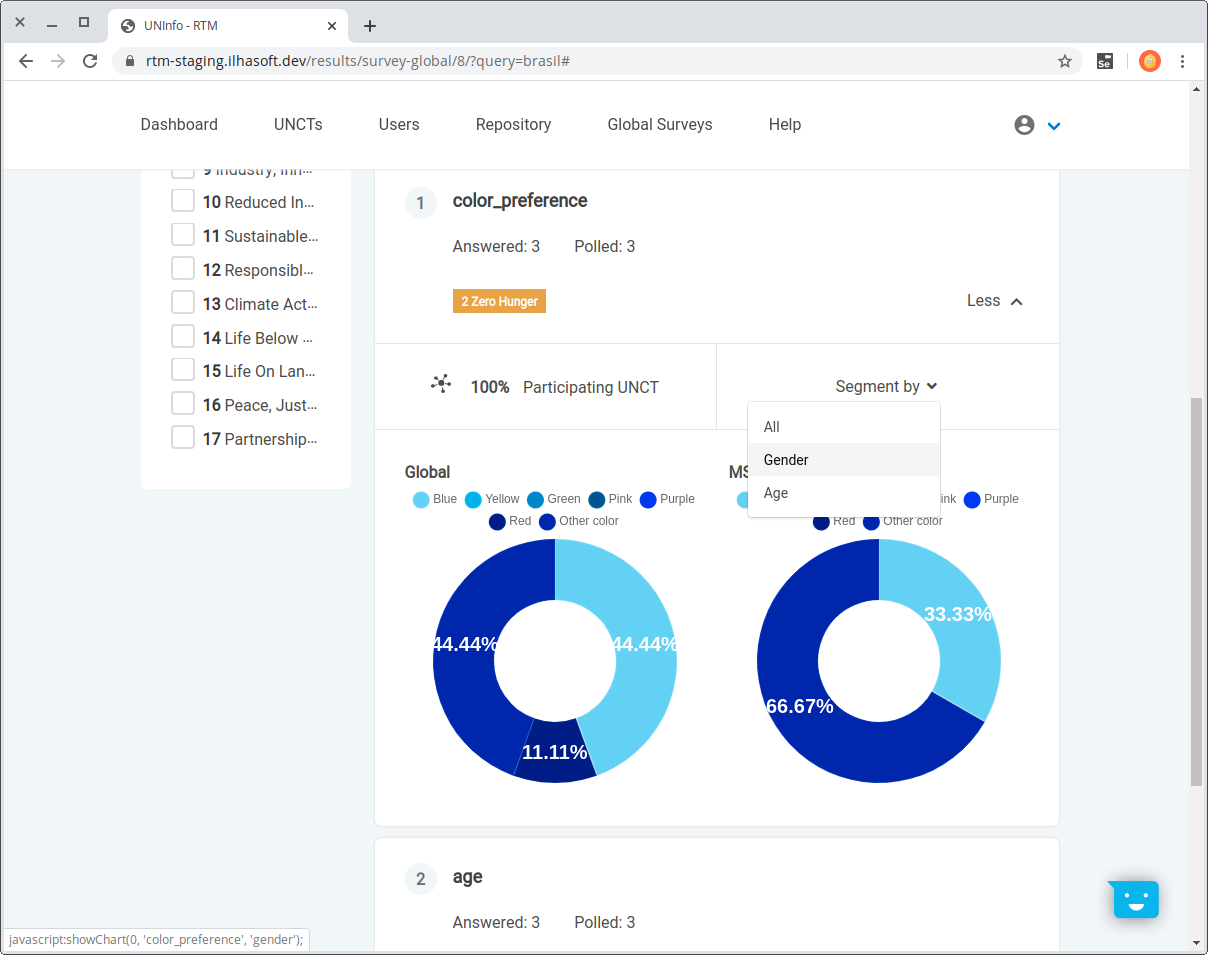 UNInfo - RTM
rtm-staging.ilhasoft.dev/results/survey-global/8/?query=brasil#
Se
Dashboard UNCTs Users Repository Global Surveys Help
9 Industry, Inn...
10 Reduced In...
11 Sustainable...
12 Responsibl...
13 Climate Act...
14 Life Below ...
15 Life On Lan...
16 Peace, Just...
17 Partnership...
1 color_preference
Answered: 3 Polled: 3
2 Zero Hunger
Less
100% Participating UNCT
Segment by
All
Gender
Age
Global
Blue Yellow Green Pink Purple
Red Other color
44.44% 44.44%
11.11%
MS
ink Purple
Red Other color
33.33%
66.67%
2 age
Answered: 3 Polled: 3
javascript:showChart(0, 'color_preference', 'gender');